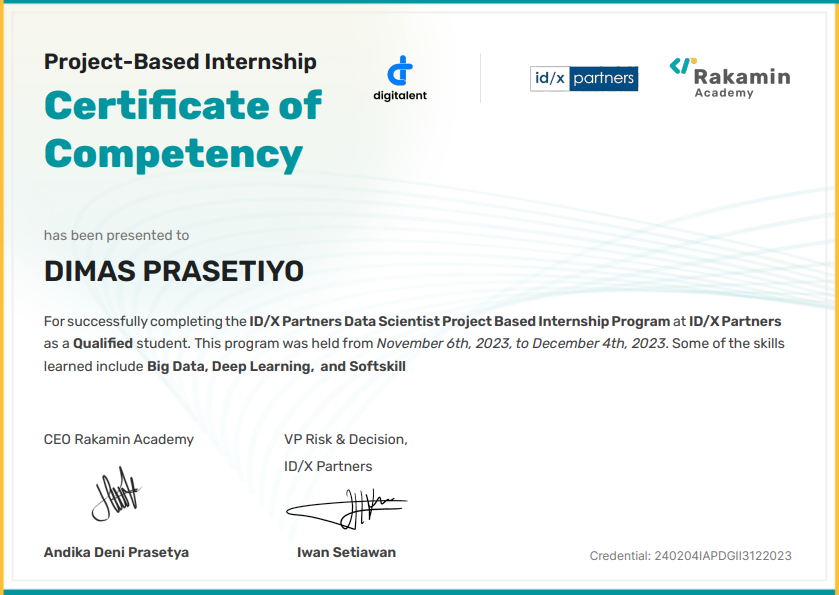 Project-Based Internship
Certificate of
Competency
digitalent
id/x partners
Rakamin
Academy
has been presented to
DIMAS PRASETIYO
For successfully completing the ID/X Partners Data Scientist Project Based Internship Program at ID/X Partners
as a Qualified student. This program was held from November 6th, 2023, to December 4th, 2023. Some of the skills
learned include Big Data, Deep Learning, and Softskill
CEO Rakamin Academy
Andika Deni Prasetya
VP Risk & Decision,
ID/X Partners
Iwan Setiawan
Credential: 240204IAPDGII3122023